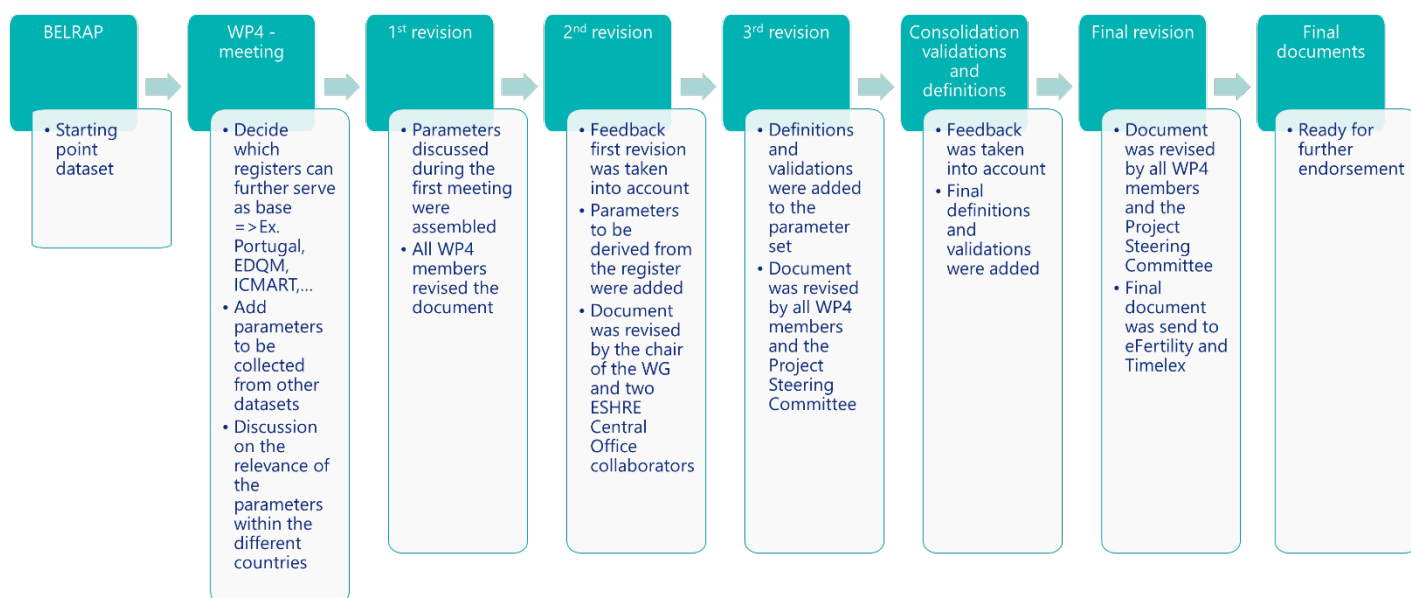 BELRAP
• Starting
point
dataset
WP4 -
meeting
• Decide
which
registers can
further serve
as base
=>Ex.
Portugal,
EDQM,
ICMART,...
• Add
parameters
to be
collected
from other
datasets
• Discussion
on the
relevance of
the
parameters
within the
different
countries
1st revision
• Parameters
discussed
during the
first meeting
were
assembled
• All WP4
members
revised the
document
2nd revision
• Feedback
first revision
was taken
into account
• Parameters
to be
derived from
the register
were added
• Document
was revised
by the chair
of the WG
and two
ESHRE
Central
Office
collaborators
3rd revision
• Definitions
and
validations
were added
to the
parameter
set
• Document
was revised
by all WP4
members
and the
Project
Steering
Committee
Consolidation
validations
and
definitions
• Feedback
was taken
into account
• Final
definitions
and
validations
were added
Final revision
• Document
was revised
by all WP4
members
and the
Project
Steering
Committee
• Final
document
was send to
eFertility and
Timelex
Final
documents
• Ready for
further
endorsement